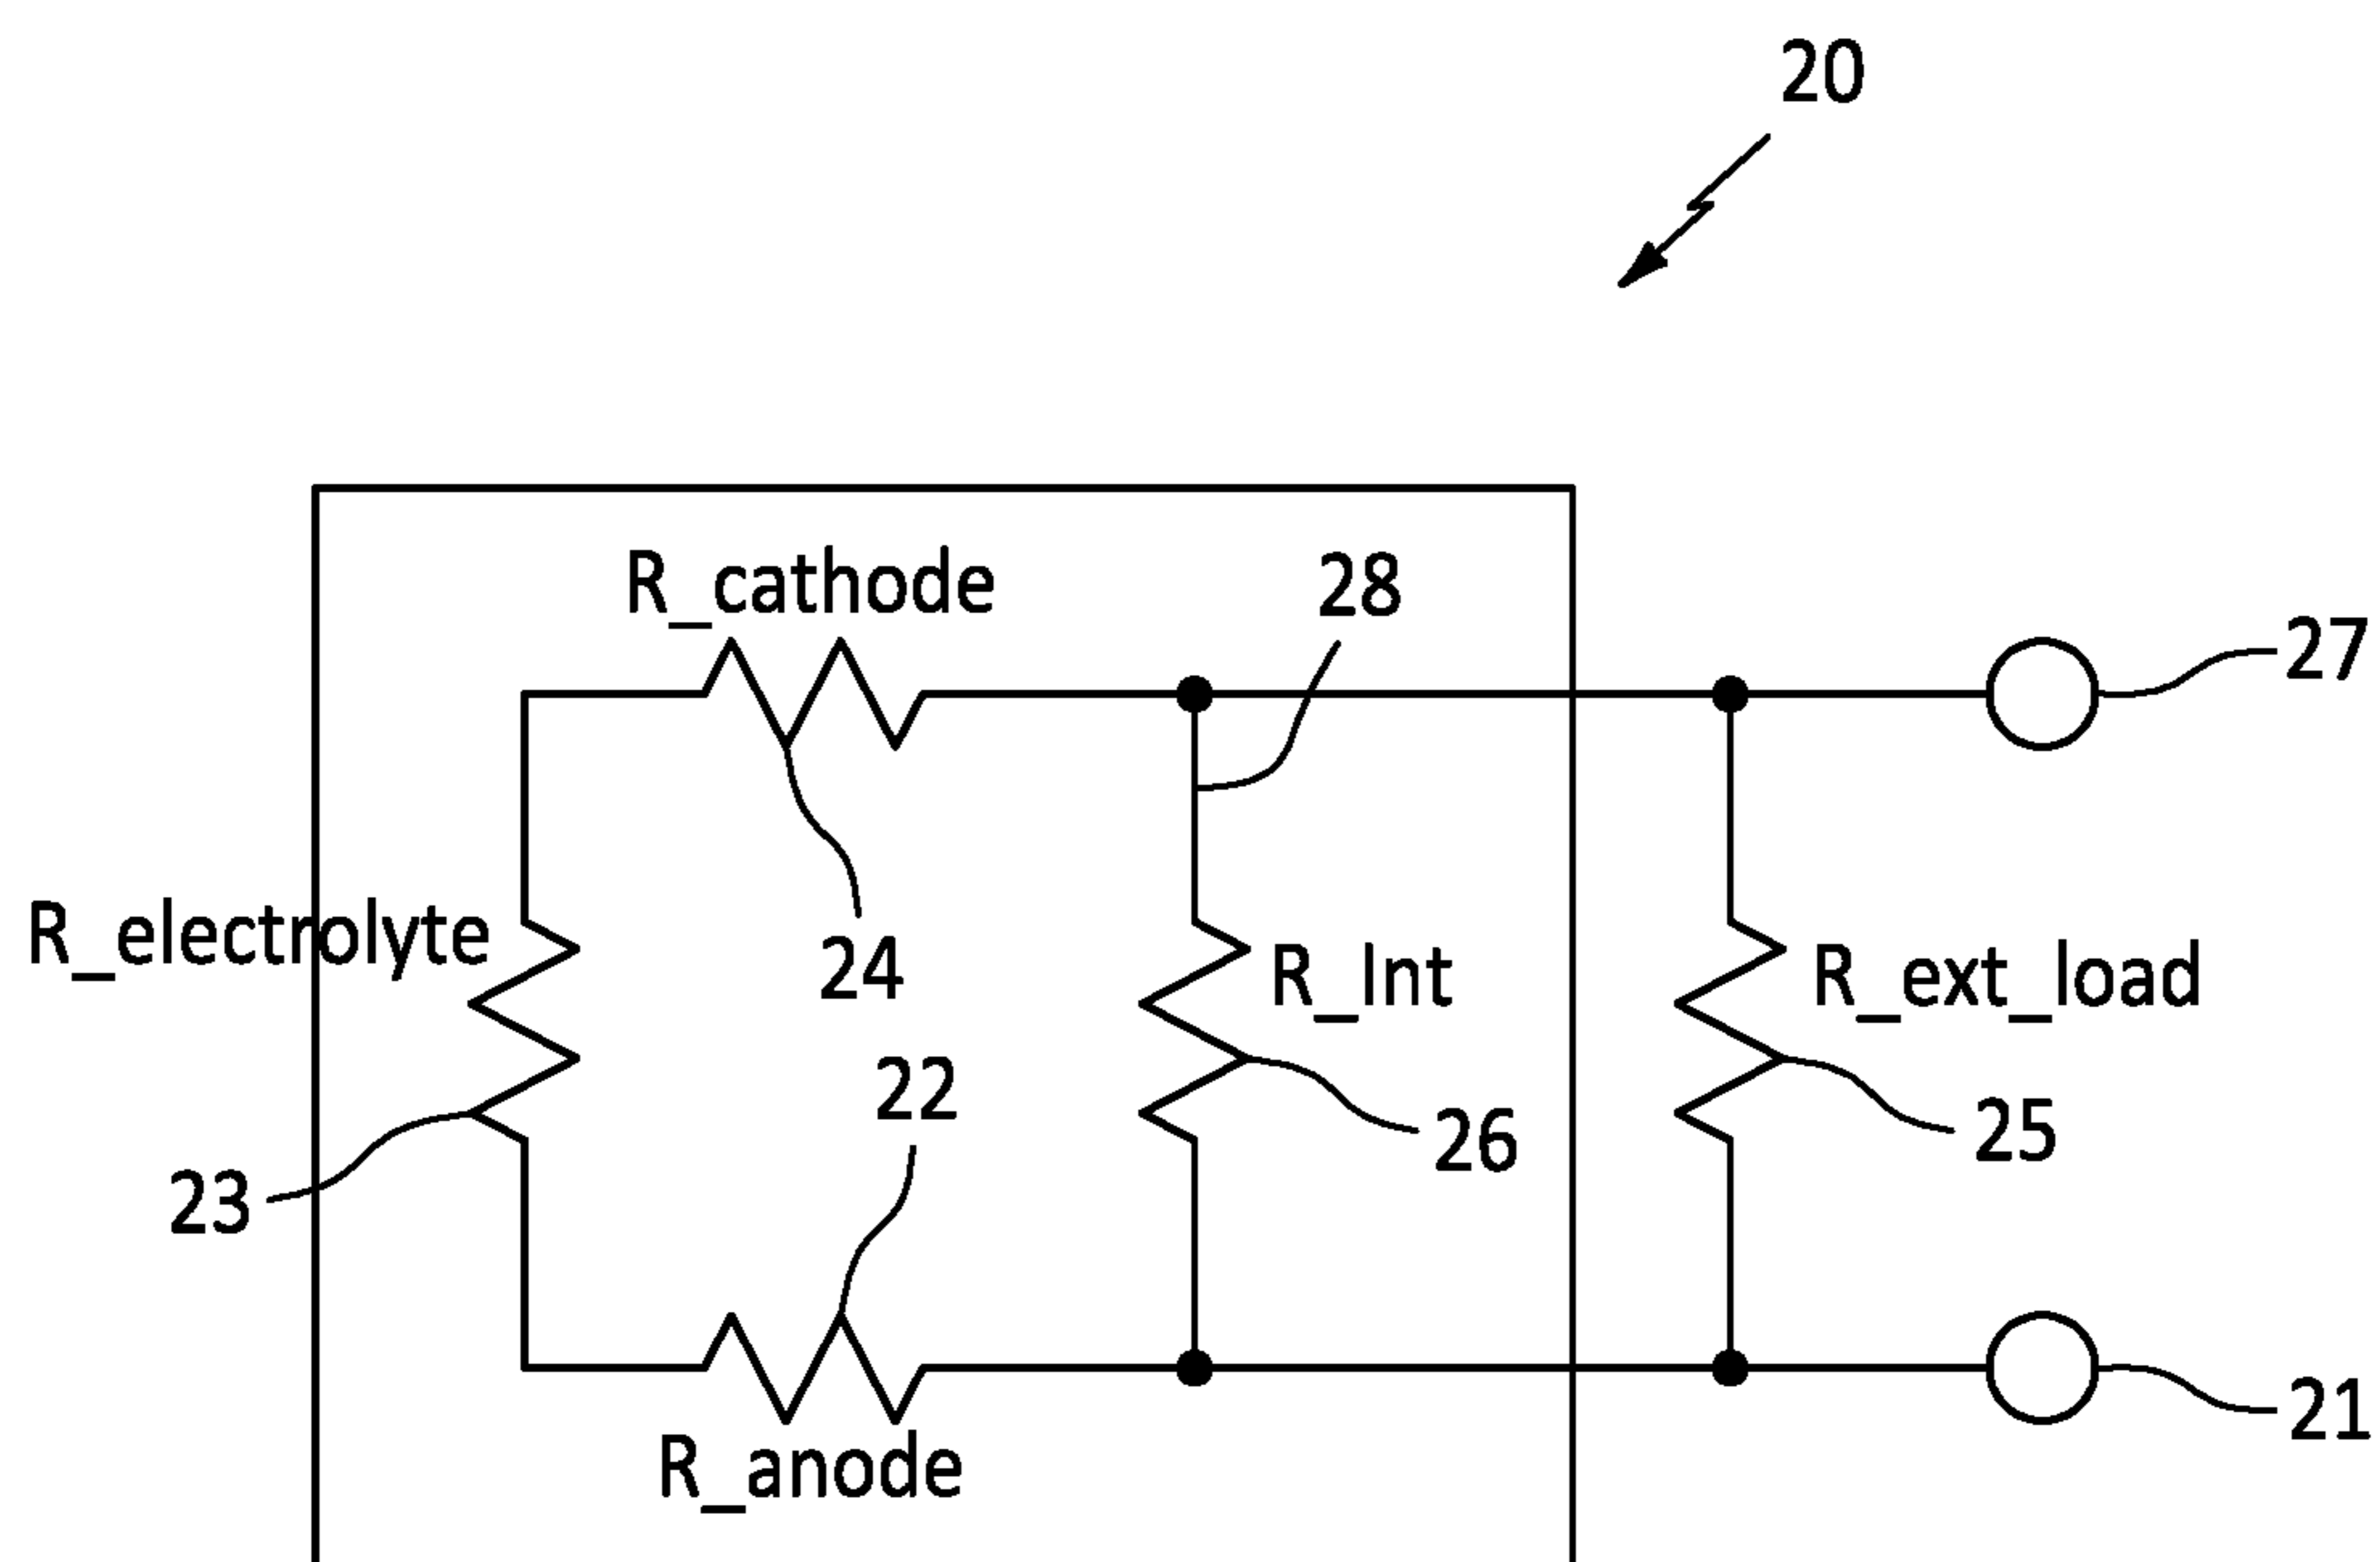 20
R_cathode
28
27
R_electrolyte
24
R_Int
R_ext_load
22
26
25
23
21
R_anode